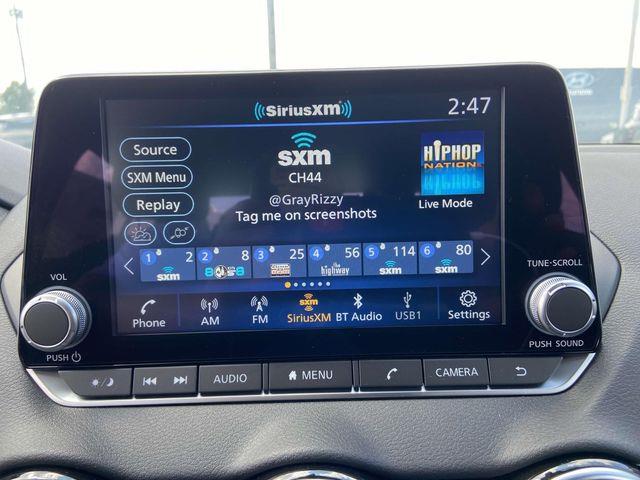 SiriusXM
2:47
Source
SXM Menu
Replay
sxm
CH44
@GrayRizzy
Tag me on screenshots
HIPHOP
NATION
Live Mode
1 2 sxm
2 8
3 25
4 56 the highway
5 114 sxm
6 80 sxm
Phone
AM
FM
SiriusXM
BT Audio
USB1
Settings
VOL
PUSH
TUNE·SCROLL
PUSH SOUND
AUDIO
MENU
CAMERA